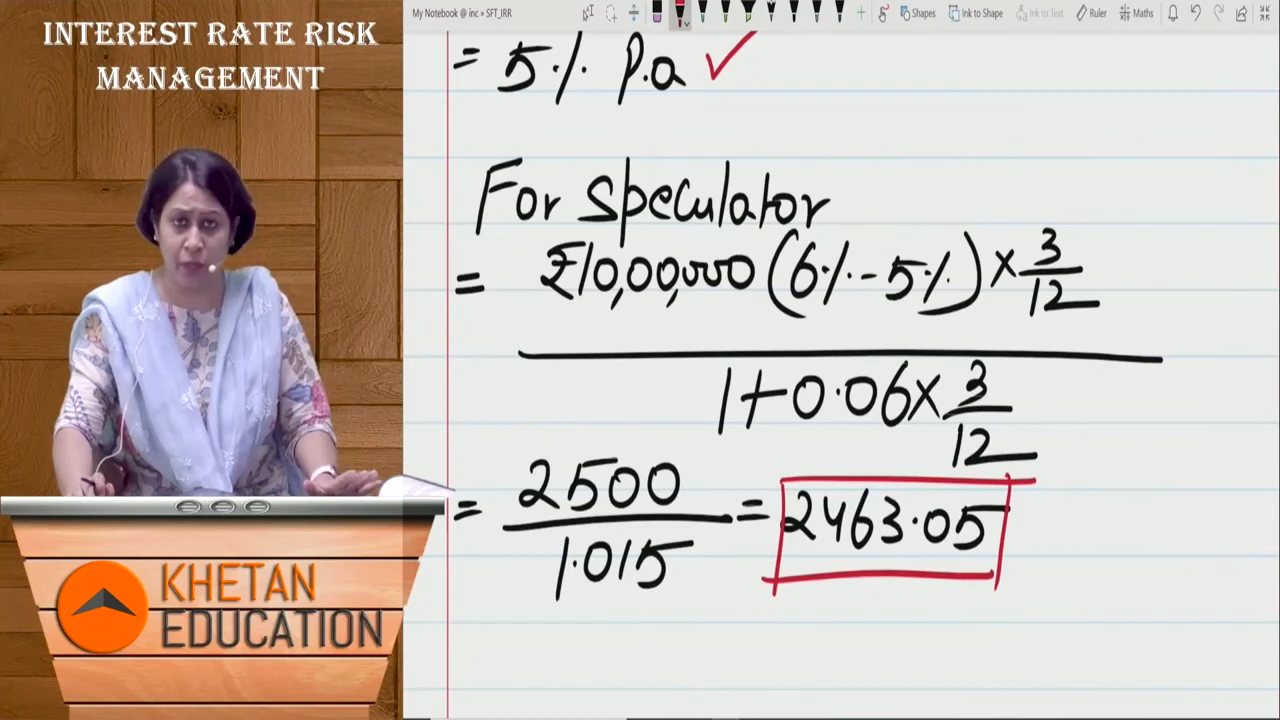 INTEREST RATE RISK
MANAGEMENT
My Notebook @ inc » SFT_IRR
Shapes
Ink to Shape
Ink to Text
Ruler
Maths
= 5% P.a ✓
For Speculator
= ₹10,00,000 (6% - 5%) × 3/12
1+0.06 × 3/12
= 2500/1.015 = 2463.05
KHETAN
EDUCATION